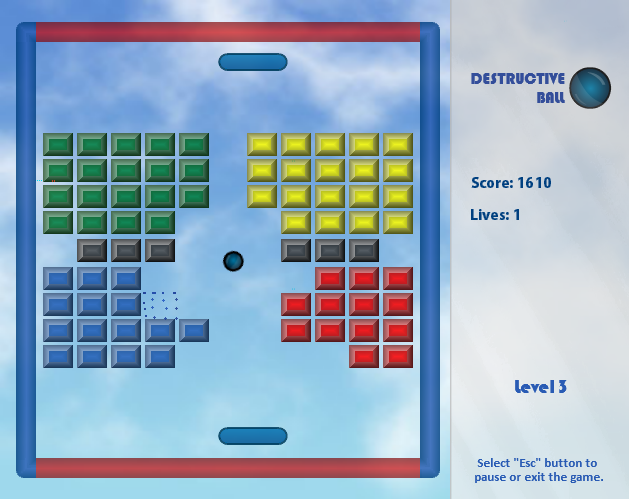 DESTRUCTIVE
BALL
Score: 1610
Lives: 1
Level 3
Select "Esc" button to
pause or exit the game.